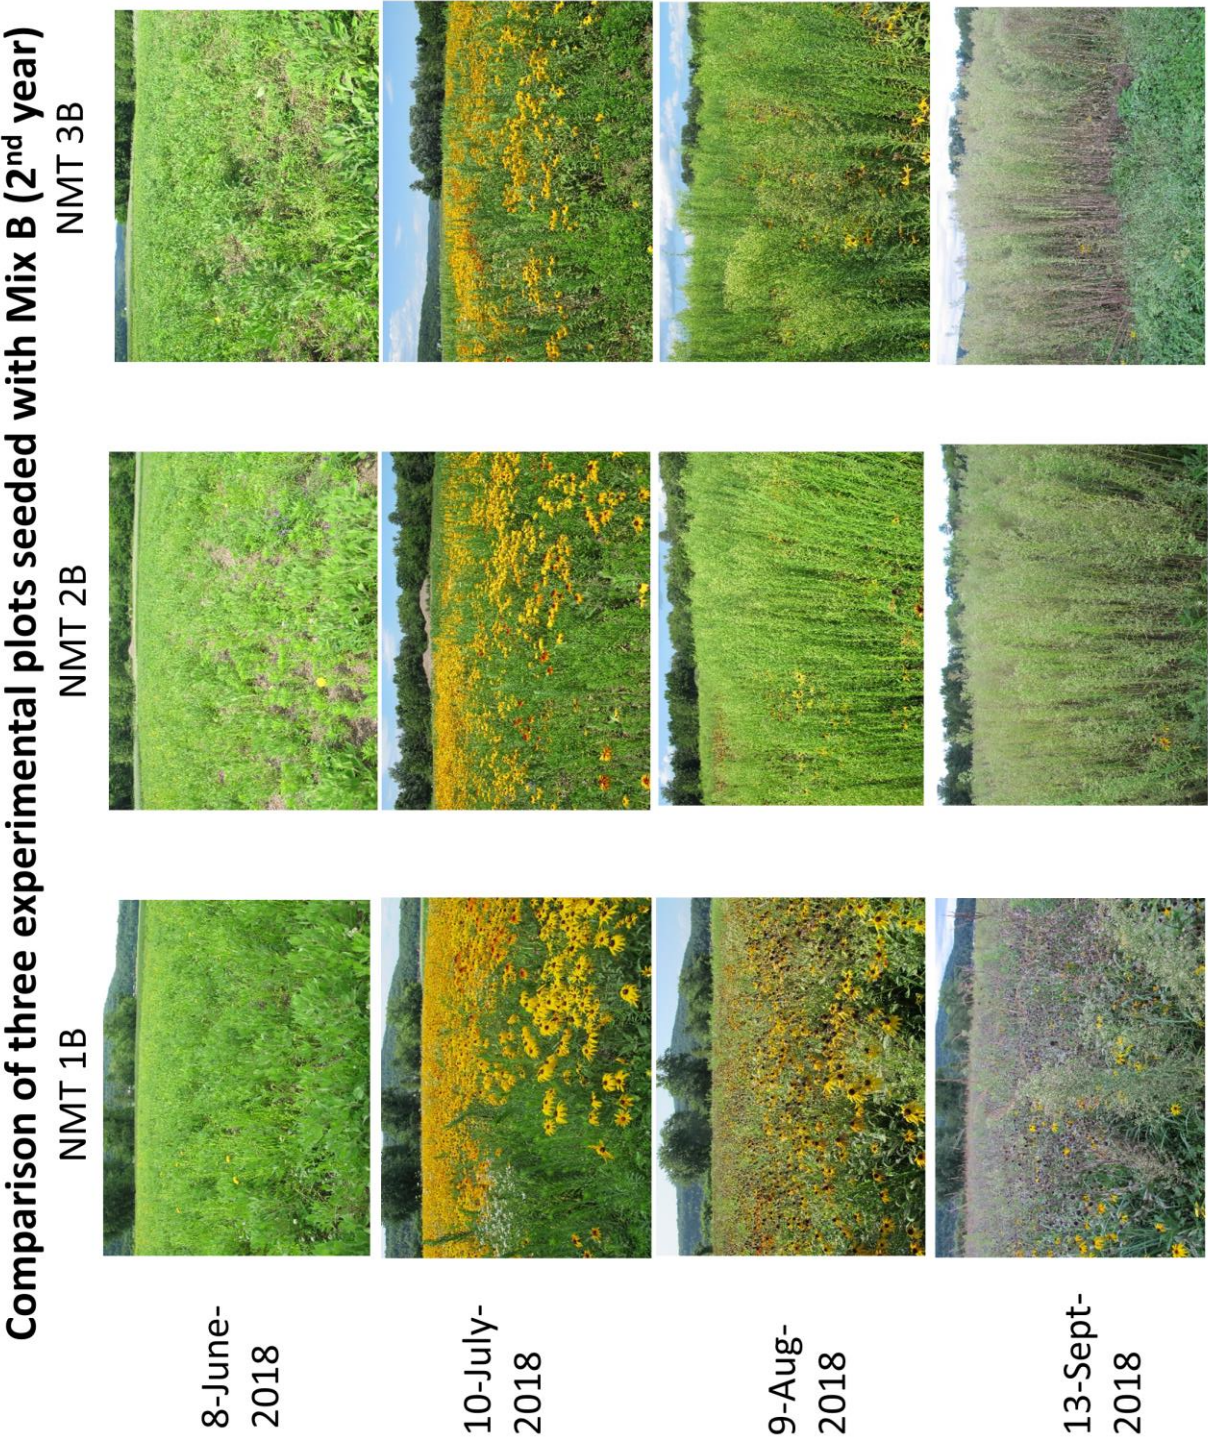 Comparison of three experimental plots seeded with Mix B (2nd year)
NMT 1B
NMT 2B
NMT 3B
8-June-
2018
10-July-
2018
9-Aug-
2018
13-Sept-
2018